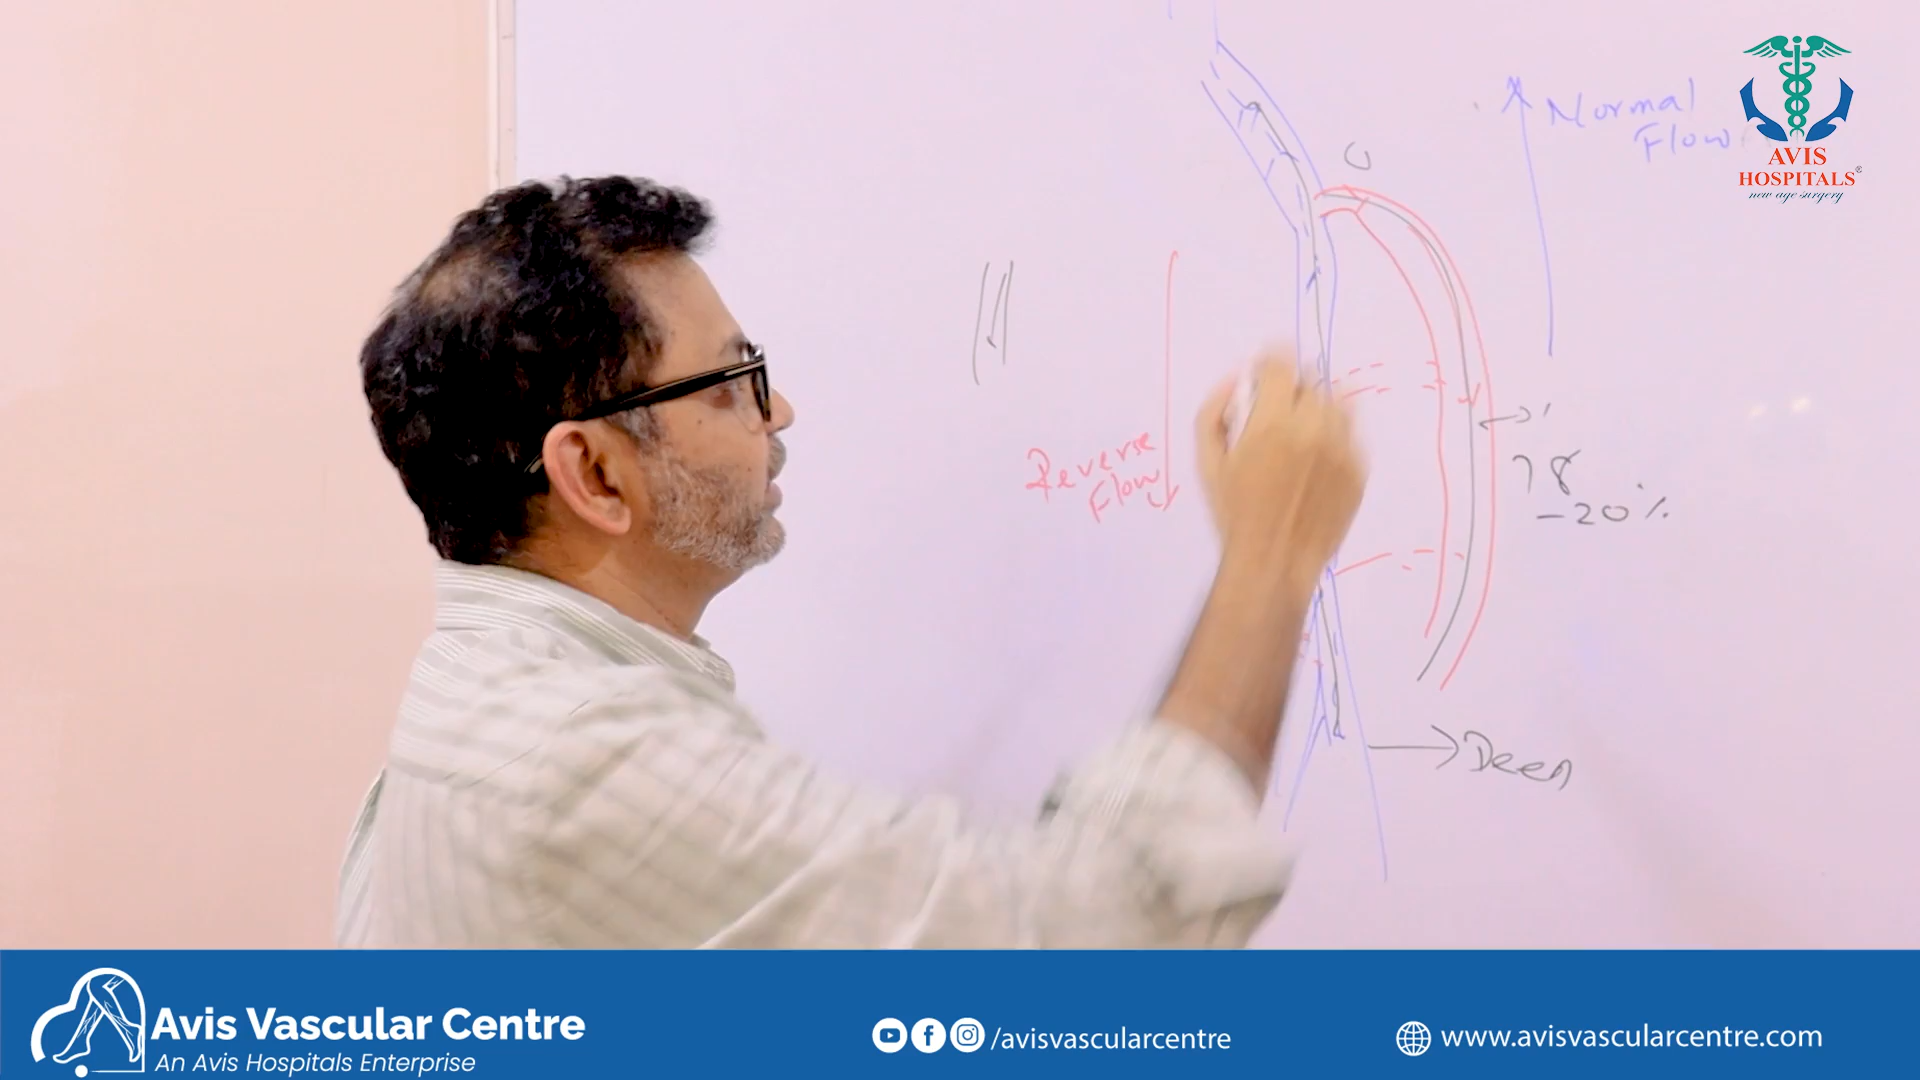 Normal
Flow
AVIS
HOSPITALS®
new age surgery
Reverse
Flow
18
-20%
Deep
Avis Vascular Centre
An Avis Hospitals Enterprise
/avisvascularcentre
www.avisvascularcentre.com